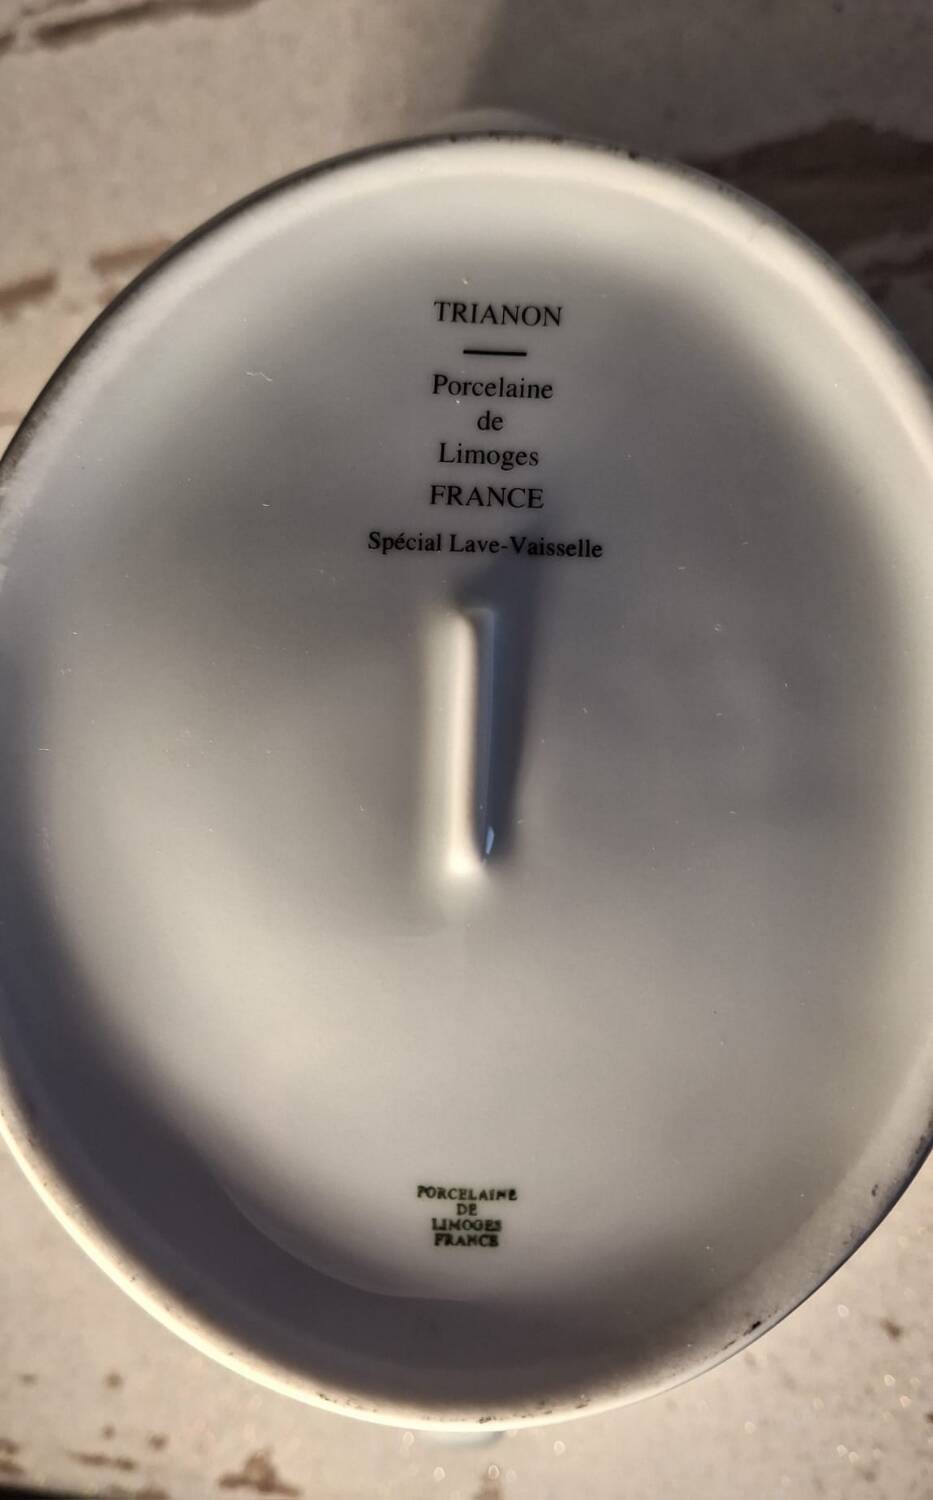 TRIANON
Porcelaine
de
Limoges
FRANCE
Spécial Lave-Vaisselle
PORCELAINE
DE
LIMOGES
FRANCE